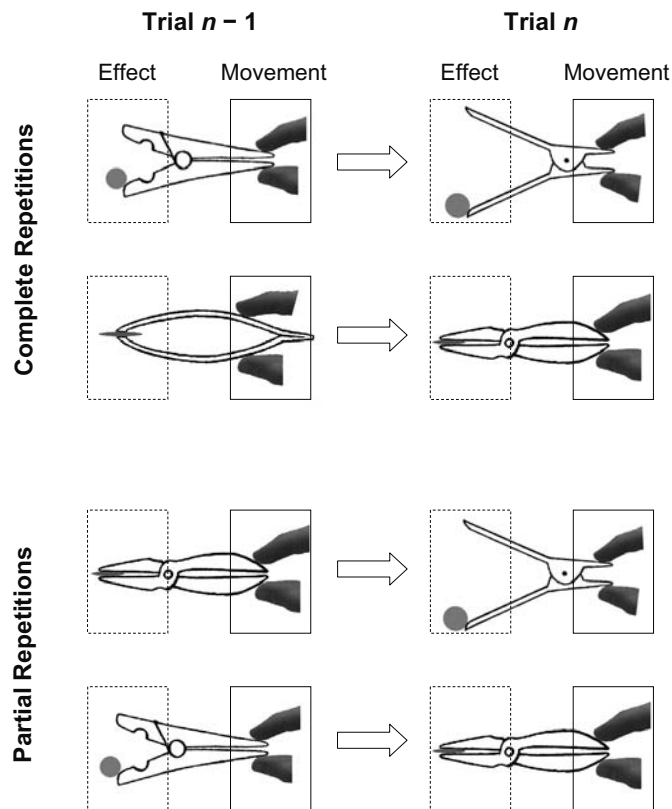 Trial n − 1 Trial n
Effect Movement Effect Movement
Complete Repetitions
Partial Repetitions